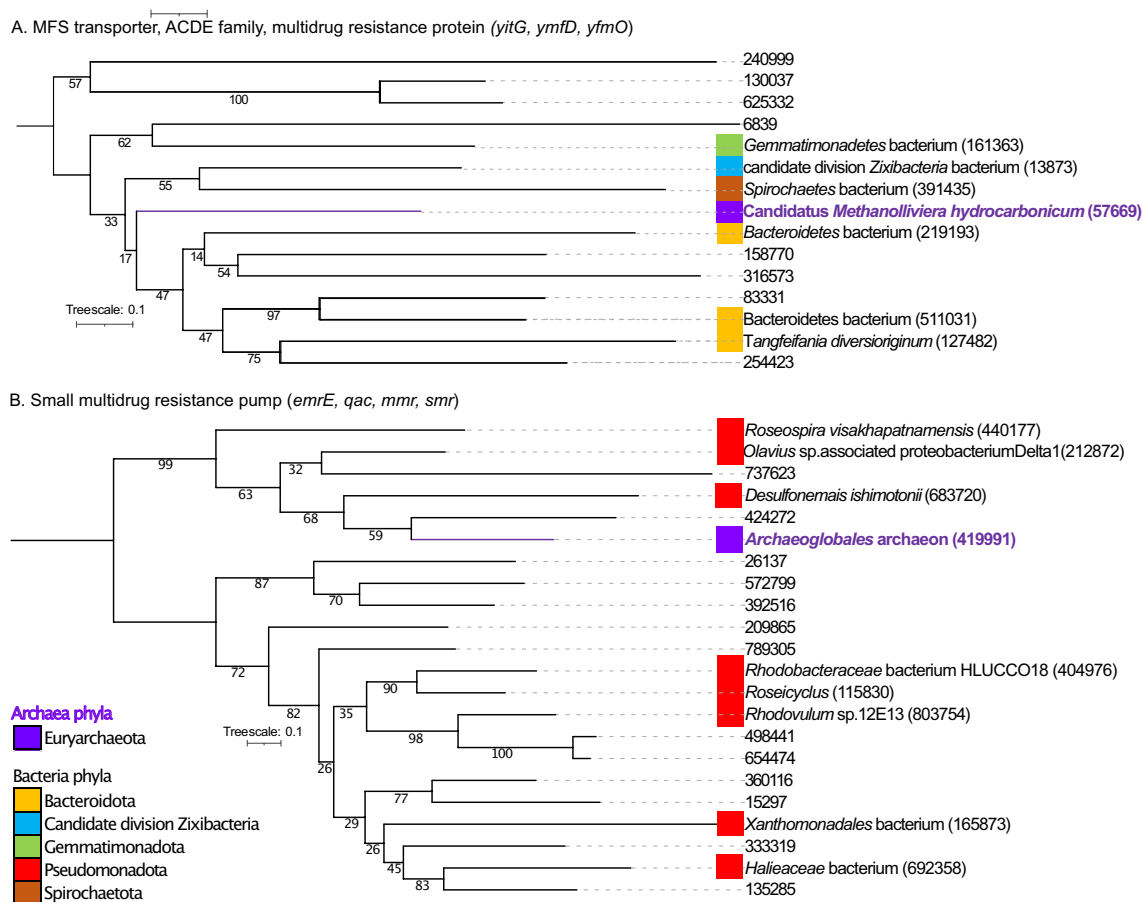 A. MFS transporter, ACDE family, multidrug resistance protein (yitG, ymfD, yfmO)
240999
57
130037
100
625332
6839
62
Gemmatimonadetes bacterium (161363)
candidate division Zixibacteria bacterium (13873)
55
Spirochaetes bacterium (391435)
33
Candidatus Methanolliviera hydrocarbonicum (57669)
Bacteroidetes bacterium (219193)
17
14
158770
54
316573
47
Treescale: 0.1
83331
97
Bacteroidetes bacterium (511031)
47
Tangfeifania diversioriginum (127482)
75
254423
B. Small multidrug resistance pump (emrE, qac, mmr, smr)
Roseospira visakhapatnamensis (440177)
Olavius sp.associated proteobacteriumDelta1(212872)
99
32
737623
63
Desulfonemais ishimotonii (683720)
68
424272
59
Archaeoglobales archaeon (419991)
26137
87
572799
70
392516
209865
72
789305
Rhodobacteraceae bacterium HLUCCO18 (404976)
90
Roseicyclus (115830)
82
35
Rhodovulum sp.12E13 (803754)
Treescale: 0.1
98
498441
100
654474
26
360116
77
15297
29
Xanthomonadales bacterium (165873)
26
333319
45
Halieaceae bacterium (692358)
83
135285
Archaea phyla
Euryarchaeota
Bacteria phyla
Bacteroidota
Candidate division Zixibacteria
Gemmatimonadota
Pseudomonadota
Spirochaetota